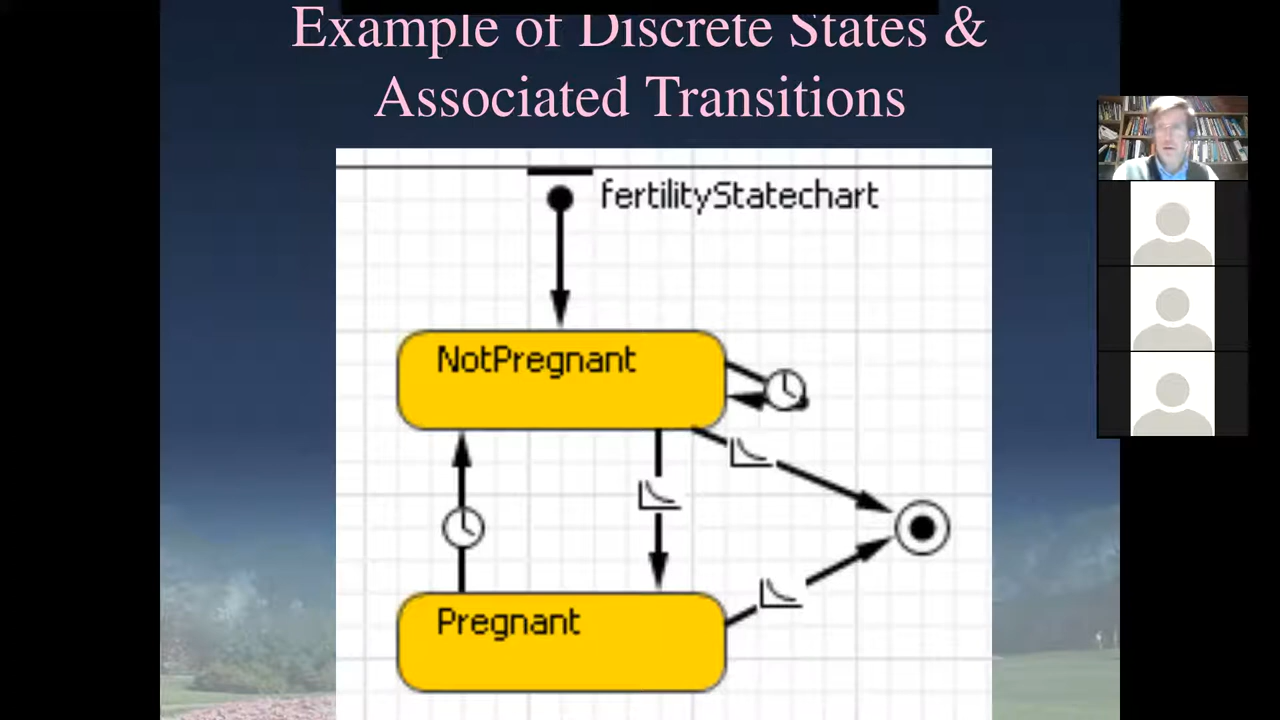 Example of Discrete States &
Associated Transitions
fertilityStatechart
NotPregnant
Pregnant